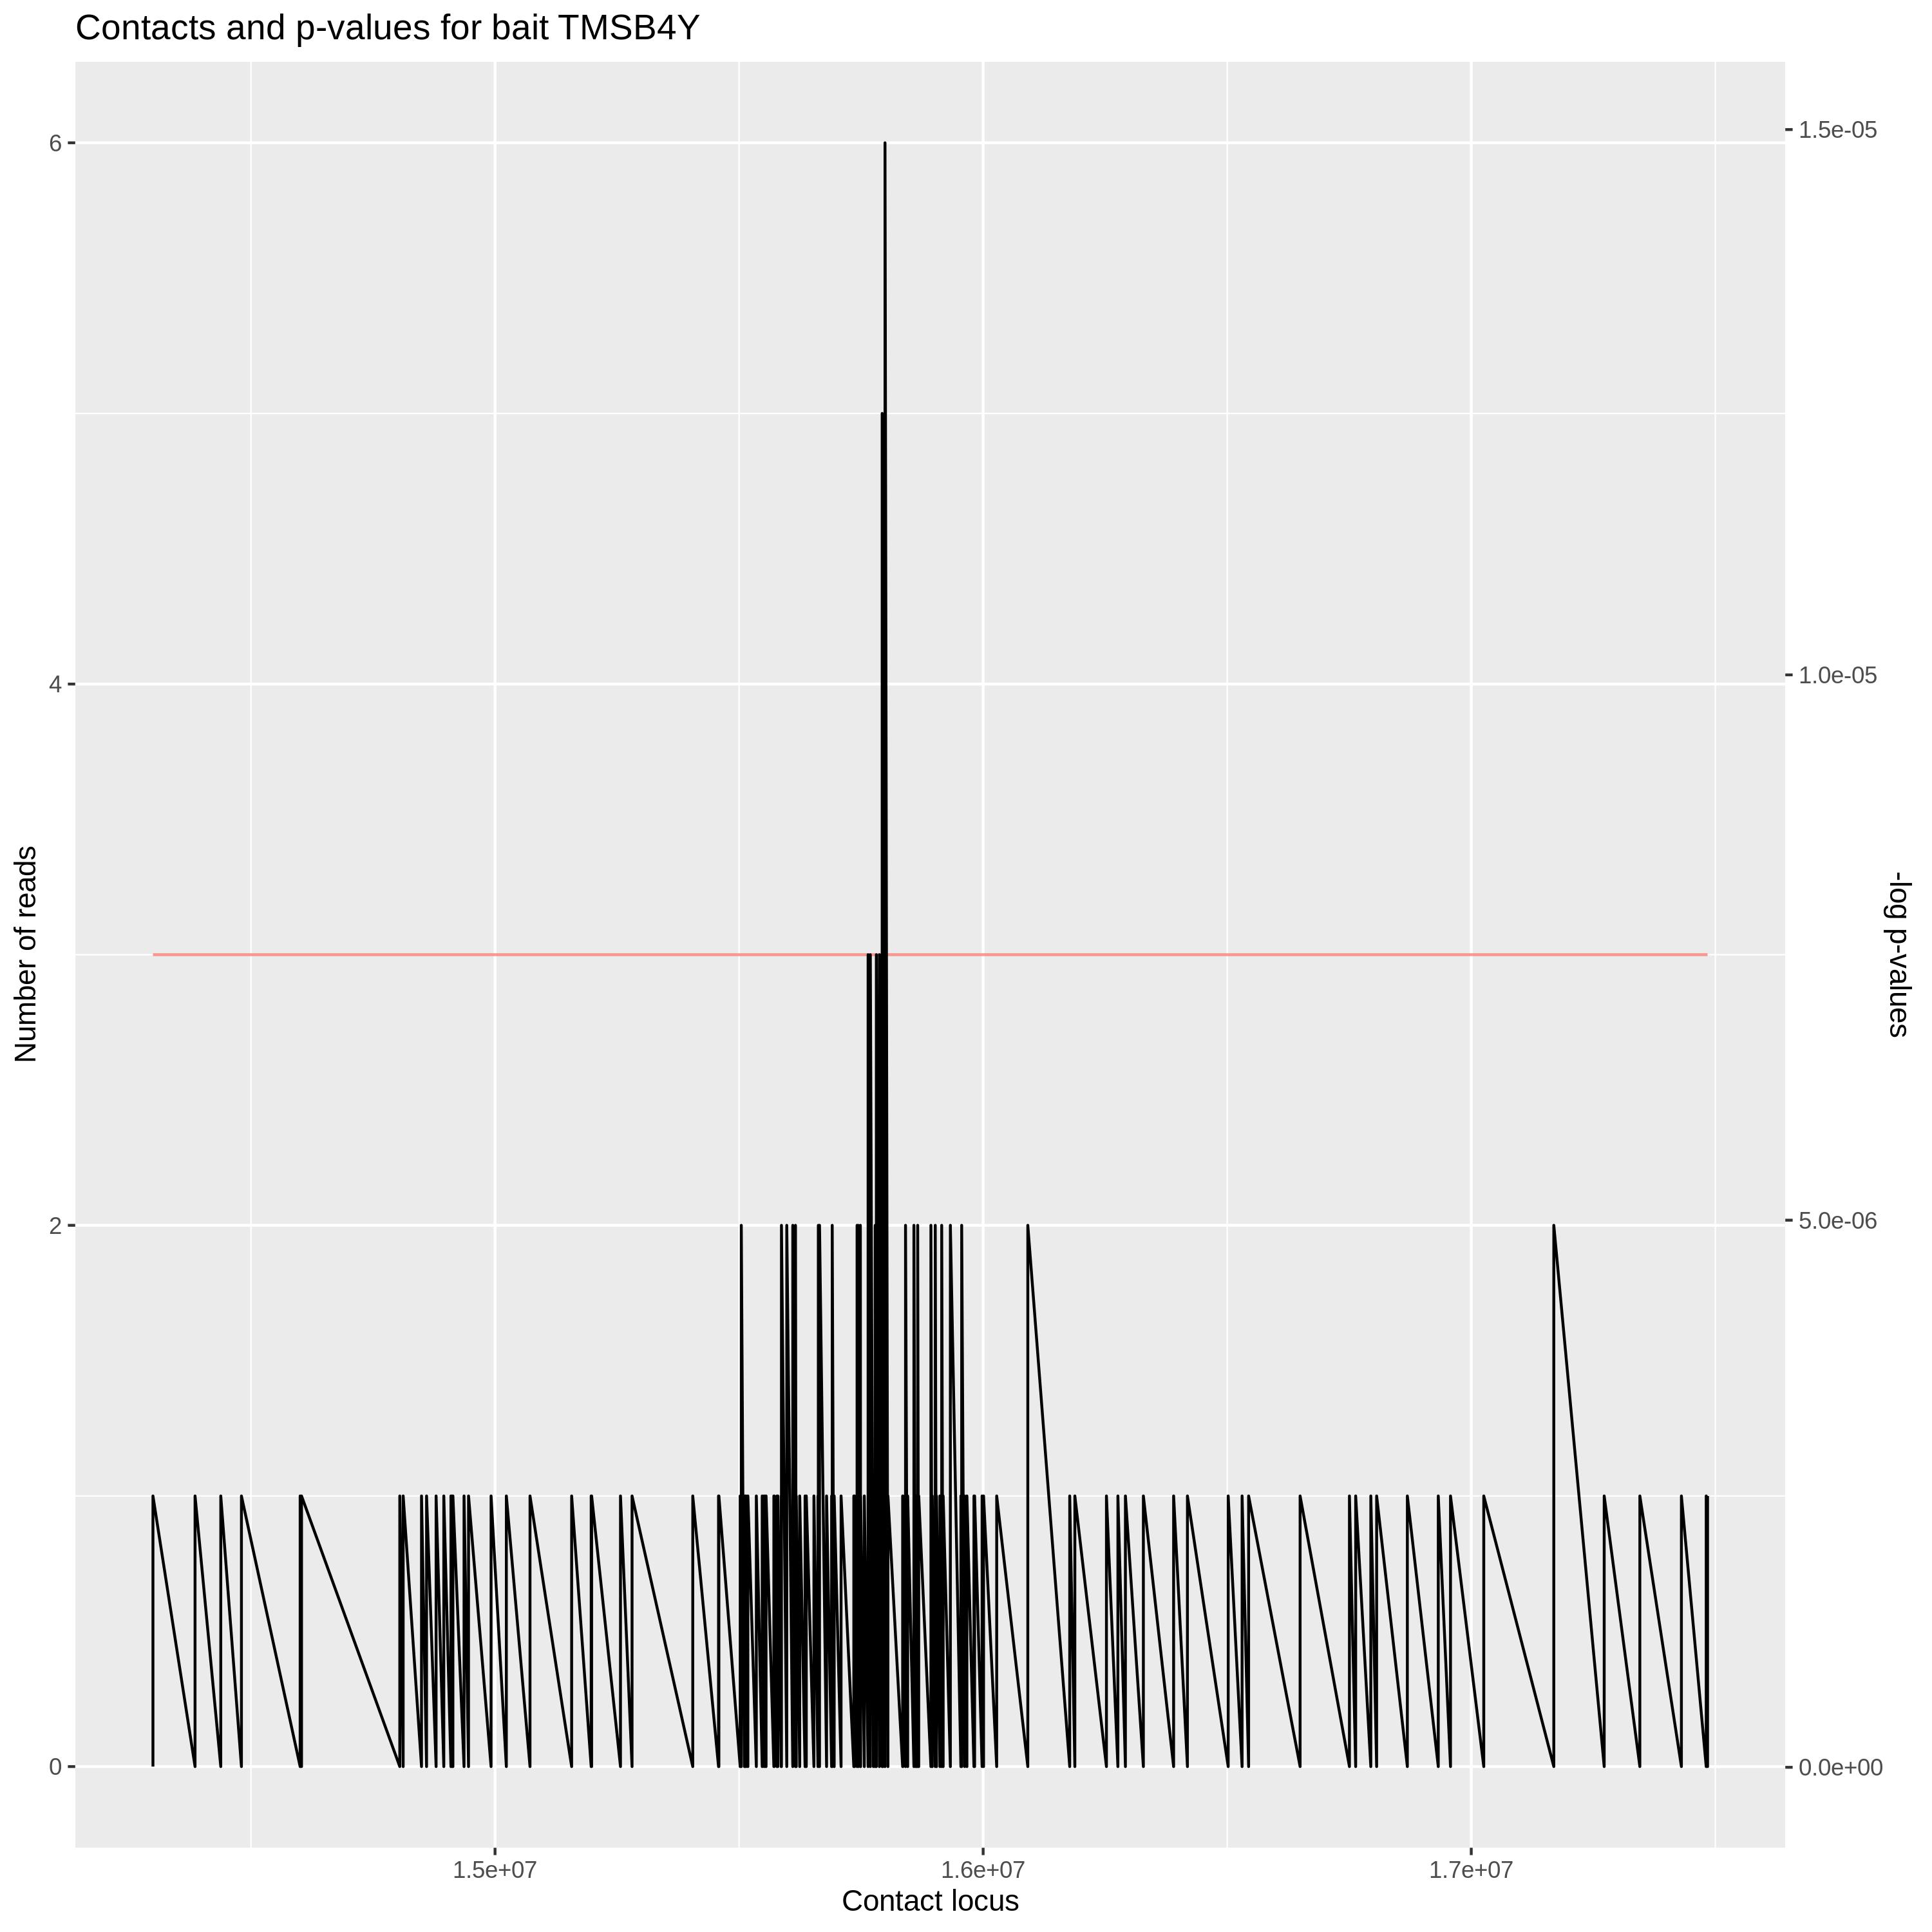 Contacts and p-values for bait TMSB4Y
6
4
2
0
Number of reads
1.5e-05
1.0e-05
5.0e-06
0.0e+00
-log p-values
1.5e+07 1.6e+07 1.7e+07
Contact locus